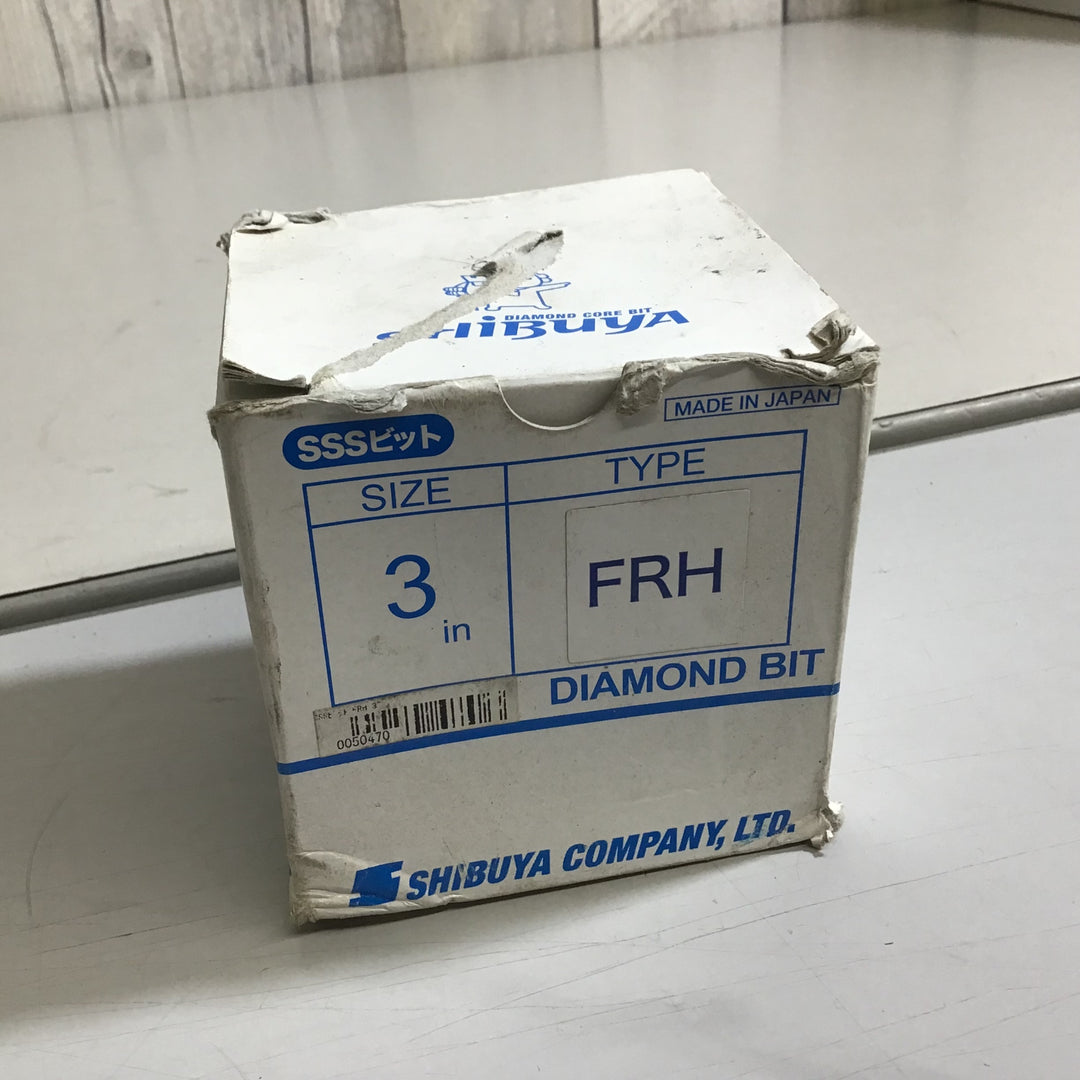 DIAMOND CORE BIT
SHIBUYA
MADE IN JAPAN
SSSビット
SIZE
TYPE
3 in
FRH
DIAMOND BIT
0050470
SHIBUYA COMPANY, LTD.